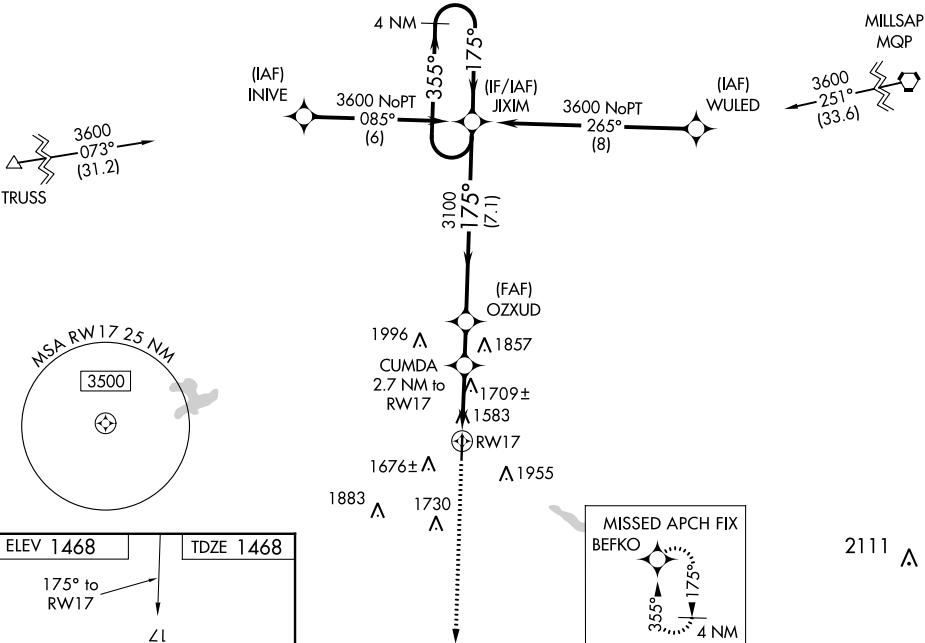 4 NM
355°
175°
MILLSAP
MQP
3600
251°
(33.6)
(IAF)
INIVE
3600 NoPT
085°
(6)
(IF/IAF)
JIXIM
3600 NoPT
265°
(8)
(IAF)
WULED
3600
073°
(31.2)
TRUSS
3100
175°
(7.1)
(FAF)
OZXUD
1996
1857
CUMDA
2.7 NM to
RW17
1709±
1583
RW17
1676±
1955
1883
1730
MSA RW17 25 NM
3500
ELEV 1468
TDZE 1468
175° to
RW17
17
MISSED APCH FIX
BEFKO
355°
175°
4 NM
2111